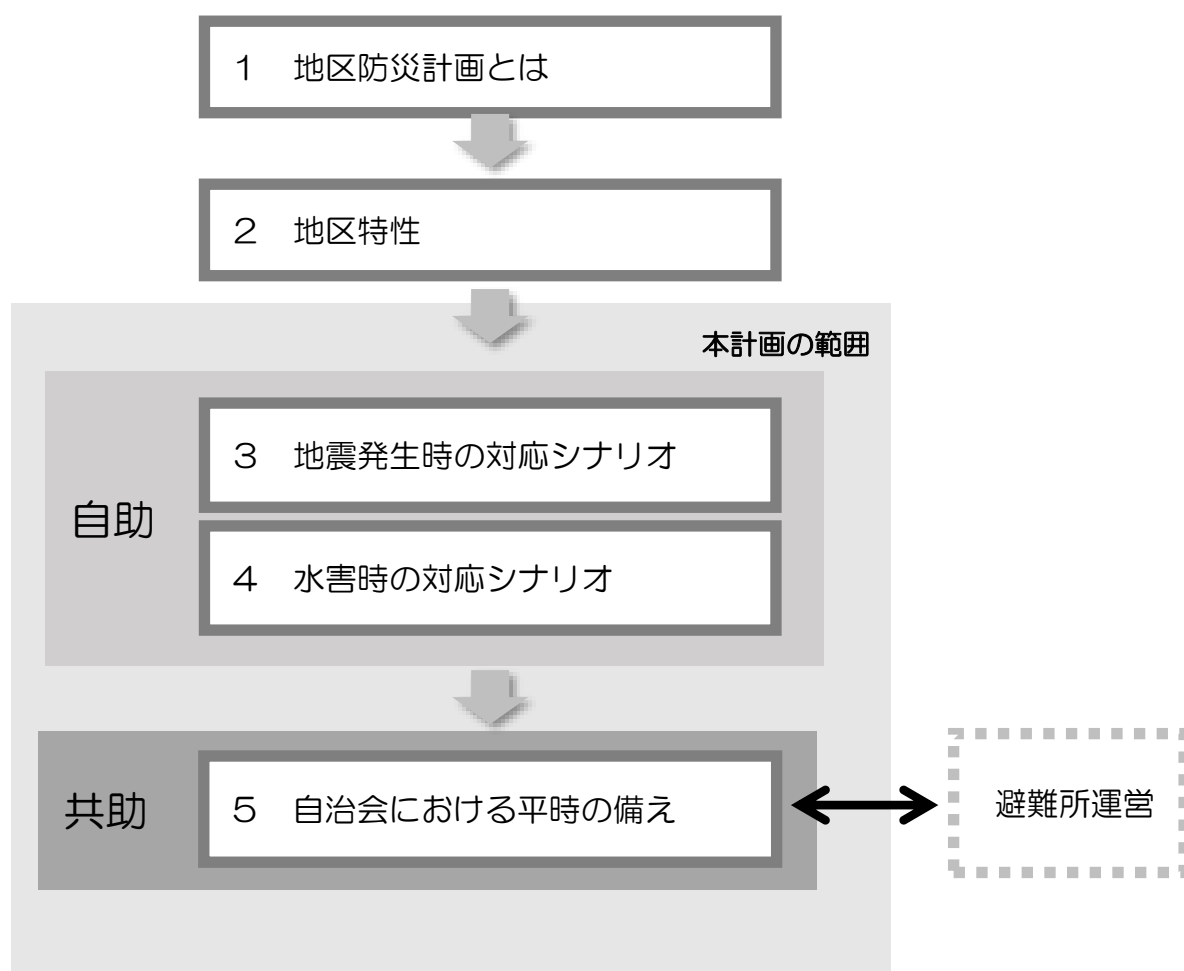 １　地区防災計画とは
２　地区特性
本計画の範囲
自助
３　地震発生時の対応シナリオ
４　水害時の対応シナリオ
共助
５　自治会における平時の備え
避難所運営